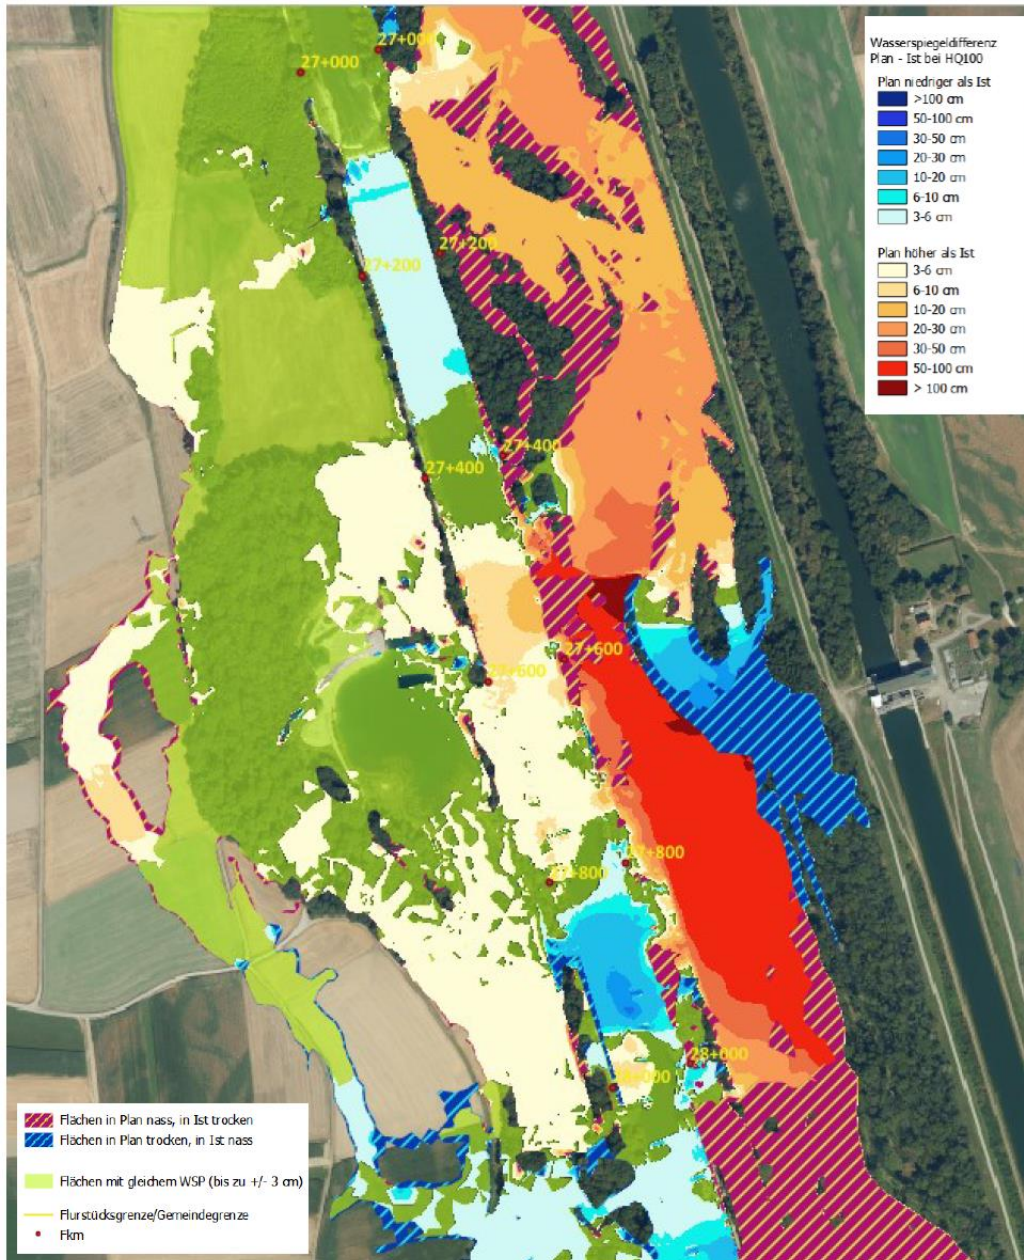 27+000
27+000
Wasserspiegeldifferenz
Plan - Ist bei HQ100
Plan niedriger als Ist
>100 cm
50-100 cm
30-50 cm
20-30 cm
10-20 cm
6-10 cm
3-6 cm
27+200
27+200
Plan höher als Ist
3-6 cm
6-10 cm
10-20 cm
20-30 cm
30-50 cm
50-100 cm
> 100 cm
27+400
27+400
27+600
27+600
27+800
27+800
28+000
28+000
Flächen in Plan nass, in Ist trocken
Flächen in Plan trocken, in Ist nass
Flächen mit gleichem WSP (bis zu +/- 3 cm)
Flurstücksgrenze/Gemeindegrenze
Fkm